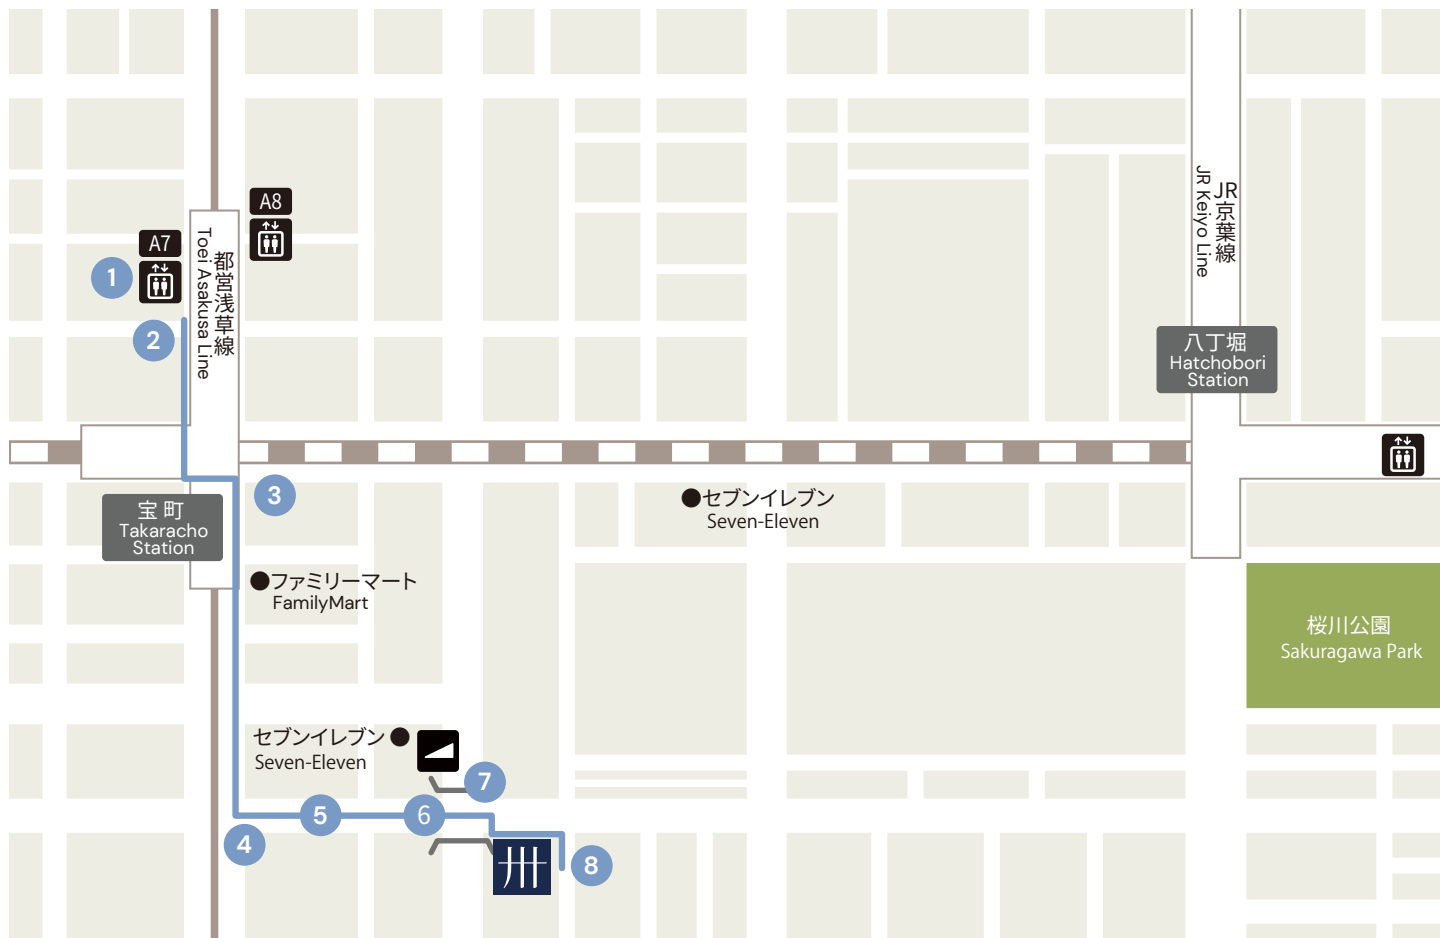 A8
A7
1
2
都営浅草線
Toei Asakusa Line
JR京葉線
JR Keiyo Line
八丁堀
Hatchobori
Station
宝町
Takaracho
Station
3
セブンイレブン
Seven-Eleven
ファミリーマート
FamilyMart
桜川公園
Sakuragawa Park
セブンイレブン
Seven-Eleven
7
5
6
4
8